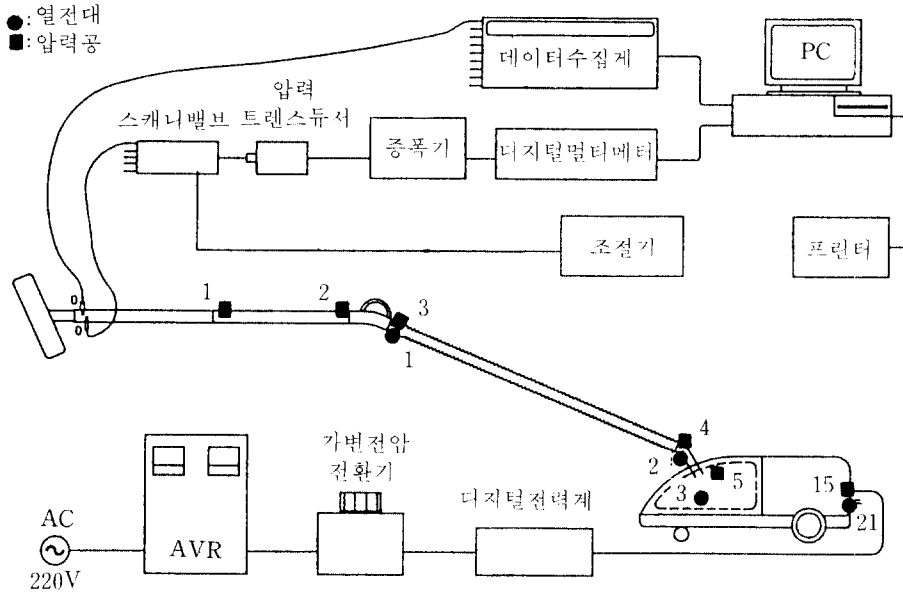 ●: 열전대
■: 압력공
데이터수집게
PC
압력
스캐니밸브 트렌스듀서
증폭기
디지털멀티메터
조절기
프린터
1
2
3
1
4
2
5
3
15
21
가변전압
전환기
디지털전력계
AC
220V
AVR